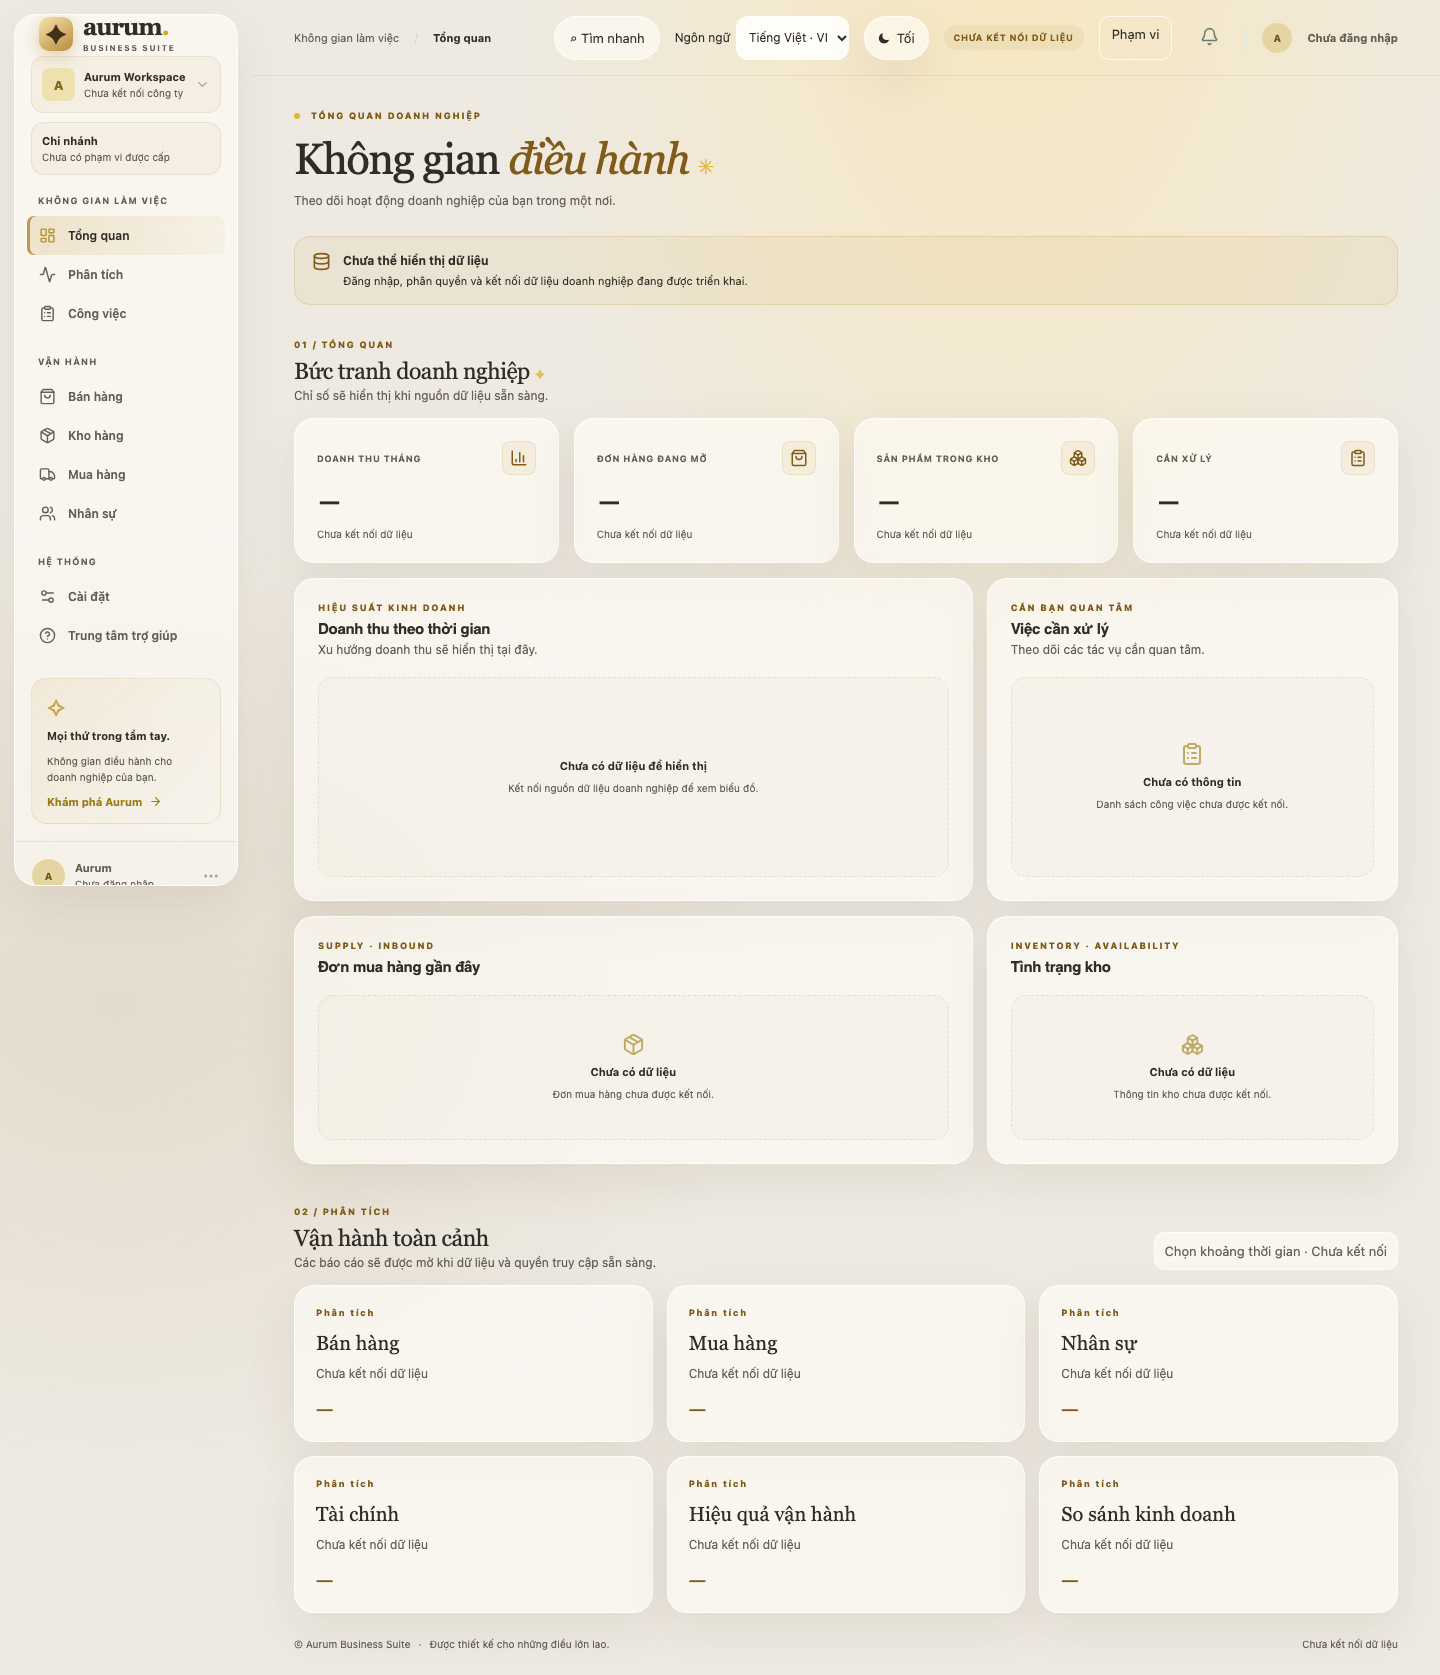 aurum.
BUSINESS SUITE
A
Aurum Workspace
Chưa kết nối công ty
Chi nhánh
Chưa có phạm vi được cấp
KHÔNG GIAN LÀM VIỆC
Tổng quan
Phân tích
Công việc
VẬN HÀNH
Bán hàng
Kho hàng
Mua hàng
Nhân sự
HỆ THỐNG
Cài đặt
Trung tâm trợ giúp
Mọi thứ trong tầm tay.
Không gian điều hành cho
doanh nghiệp của bạn.
Khám phá Aurum →
A
Aurum
Chưa đăng nhập
Không gian làm việc / Tổng quan
⌕ Tìm nhanh
Ngôn ngữ
Tiếng Việt · VI
Tối
CHƯA KẾT NỐI DỮ LIỆU
Phạm vi
A
Chưa đăng nhập
TỔNG QUAN DOANH NGHIỆP
Không gian điều hành
Theo dõi hoạt động doanh nghiệp của bạn trong một nơi.
Chưa thể hiển thị dữ liệu
Đăng nhập, phân quyền và kết nối dữ liệu doanh nghiệp đang được triển khai.
01 / TỔNG QUAN
Bức tranh doanh nghiệp
Chỉ số sẽ hiển thị khi nguồn dữ liệu sẵn sàng.
DOANH THU THÁNG
—
Chưa kết nối dữ liệu
ĐƠN HÀNG ĐANG MỞ
—
Chưa kết nối dữ liệu
SẢN PHẨM TRONG KHO
—
Chưa kết nối dữ liệu
CẦN XỬ LÝ
—
Chưa kết nối dữ liệu
HIỆU SUẤT KINH DOANH
Doanh thu theo thời gian
Xu hướng doanh thu sẽ hiển thị tại đây.
Chưa có dữ liệu để hiển thị
Kết nối nguồn dữ liệu doanh nghiệp để xem biểu đồ.
CẦN BẠN QUAN TÂM
Việc cần xử lý
Theo dõi các tác vụ cần quan tâm.
Chưa có thông tin
Danh sách công việc chưa được kết nối.
SUPPLY · INBOUND
Đơn mua hàng gần đây
Chưa có dữ liệu
Đơn mua hàng chưa được kết nối.
INVENTORY · AVAILABILITY
Tình trạng kho
Chưa có dữ liệu
Thông tin kho chưa được kết nối.
02 / PHÂN TÍCH
Vận hành toàn cảnh
Các báo cáo sẽ được mở khi dữ liệu và quyền truy cập sẵn sàng.
Chọn khoảng thời gian · Chưa kết nối
Phân tích
Bán hàng
Chưa kết nối dữ liệu
—
Phân tích
Mua hàng
Chưa kết nối dữ liệu
—
Phân tích
Nhân sự
Chưa kết nối dữ liệu
—
Phân tích
Tài chính
Chưa kết nối dữ liệu
—
Phân tích
Hiệu quả vận hành
Chưa kết nối dữ liệu
—
Phân tích
So sánh kinh doanh
Chưa kết nối dữ liệu
—
© Aurum Business Suite · Được thiết kế cho những điều lớn lao.
Chưa kết nối dữ liệu